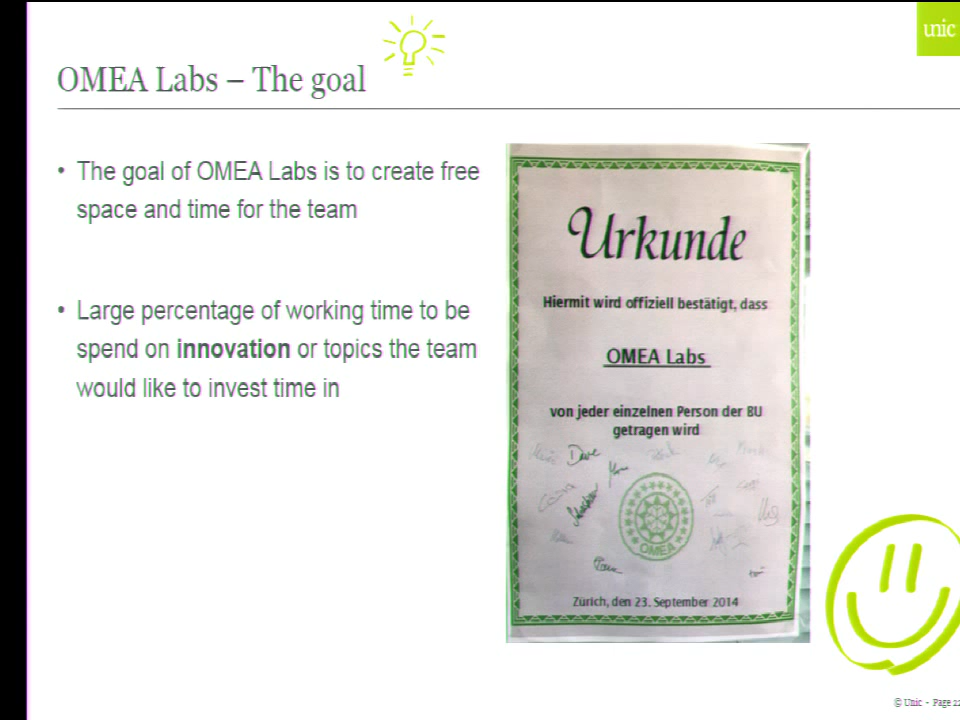 unic
OMEA Labs – The goal
• The goal of OMEA Labs is to create free
space and time for the team
• Large percentage of working time to be
spend on innovation or topics the team
would like to invest time in
Urkunde
Hiermit wird offiziell bestätigt, dass
OMEA Labs
von jeder einzelnen Person der BU
getragen wird
Dave
OMEA
Zürich, den 23. September 2014
© Unic - Page 22